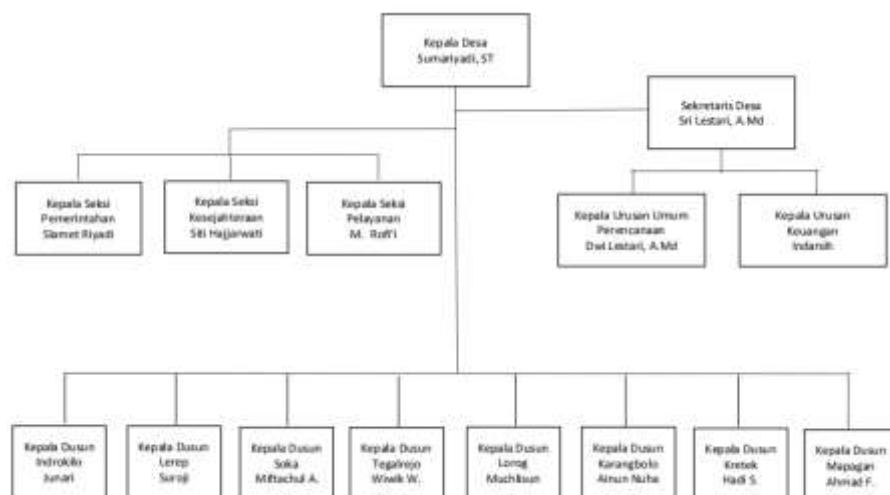 Kepala Desa
Sumariyadi, ST
Sekretaris Desa
Sri Lestari, A.Md
Kepala Seksi
Pemerintahan
Slamet Riyadi
Kepala Seksi
Kesejahteraan
Siti Hajjarwati
Kepala Seksi
Pelayanan
M. Rofi'i
Kepala Urusan Umum
Perencanaan
Dwi Lestari, A.Md
Kepala Urusan
Keuangan
Kepala Dusun
Indrokilo
Junari
Kepala Dusun
Lerep
Suroji
Kepala Dusun
Soka
Miftachul A.
Kepala Dusun
Tegalrejo
Wiwik W.
Kepala Dusun
Lorog
Muchlisun
Kepala Dusun
Karangbolo
Ainun Nuha
Kepala Dusun
Kretek
Hadi S.
Kepala Dusun
Mapagan
Ahmad F.